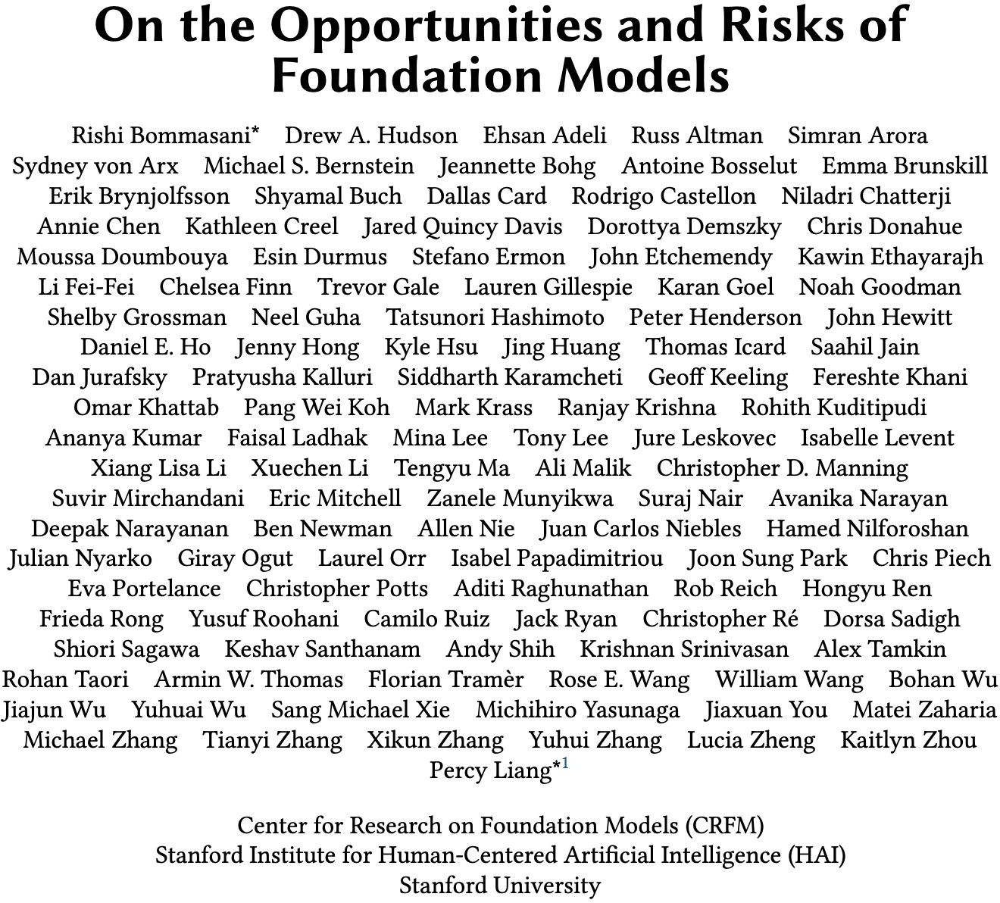 On the Opportunities and Risks of
Foundation Models
Rishi Bommasani* Drew A. Hudson Ehsan Adeli Russ Altman Simran Arora
Sydney von Arx Michael S. Bernstein Jeannette Bohg Antoine Bosselut Emma Brunskill
Erik Brynjolfsson Shyamal Buch Dallas Card Rodrigo Castellon Niladri Chatterji
Annie Chen Kathleen Creel Jared Quincy Davis Dorottya Demszky Chris Donahue
Moussa Doumbouya Esin Durmus Stefano Ermon John Etchemendy Kawin Ethayarajh
Li Fei-Fei Chelsea Finn Trevor Gale Lauren Gillespie Karan Goel Noah Goodman
Shelby Grossman Neel Guha Tatsunori Hashimoto Peter Henderson John Hewitt
Daniel E. Ho Jenny Hong Kyle Hsu Jing Huang Thomas Icard Saahil Jain
Dan Jurafsky Pratyusha Kalluri Siddharth Karamcheti Geoff Keeling Fereshte Khani
Omar Khattab Pang Wei Koh Mark Krass Ranjay Krishna Rohith Kuditipudi
Ananya Kumar Faisal Ladhak Mina Lee Tony Lee Jure Leskovec Isabelle Levent
Xiang Lisa Li Xuechen Li Tengyu Ma Ali Malik Christopher D. Manning
Suvir Mirchandani Eric Mitchell Zanele Munyikwa Suraj Nair Avanika Narayan
Deepak Narayanan Ben Newman Allen Nie Juan Carlos Niebles Hamed Nilforoshan
Julian Nyarko Giray Ogut Laurel Orr Isabel Papadimitriou Joon Sung Park Chris Piech
Eva Portelance Christopher Potts Aditi Raghunathan Rob Reich Hongyu Ren
Frieda Rong Yusuf Roohani Camilo Ruiz Jack Ryan Christopher Ré Dorsa Sadigh
Shiori Sagawa Keshav Santhanam Andy Shih Krishnan Srinivasan Alex Tamkin
Rohan Taori Armin W. Thomas Florian Tramèr Rose E. Wang William Wang Bohan Wu
Jiajun Wu Yuhuai Wu Sang Michael Xie Michihiro Yasunaga Jiaxuan You Matei Zaharia
Michael Zhang Tianyi Zhang Xikun Zhang Yuhui Zhang Lucia Zheng Kaitlyn Zhou
Percy Liang*1
Center for Research on Foundation Models (CRFM)
Stanford Institute for Human-Centered Artificial Intelligence (HAI)
Stanford University